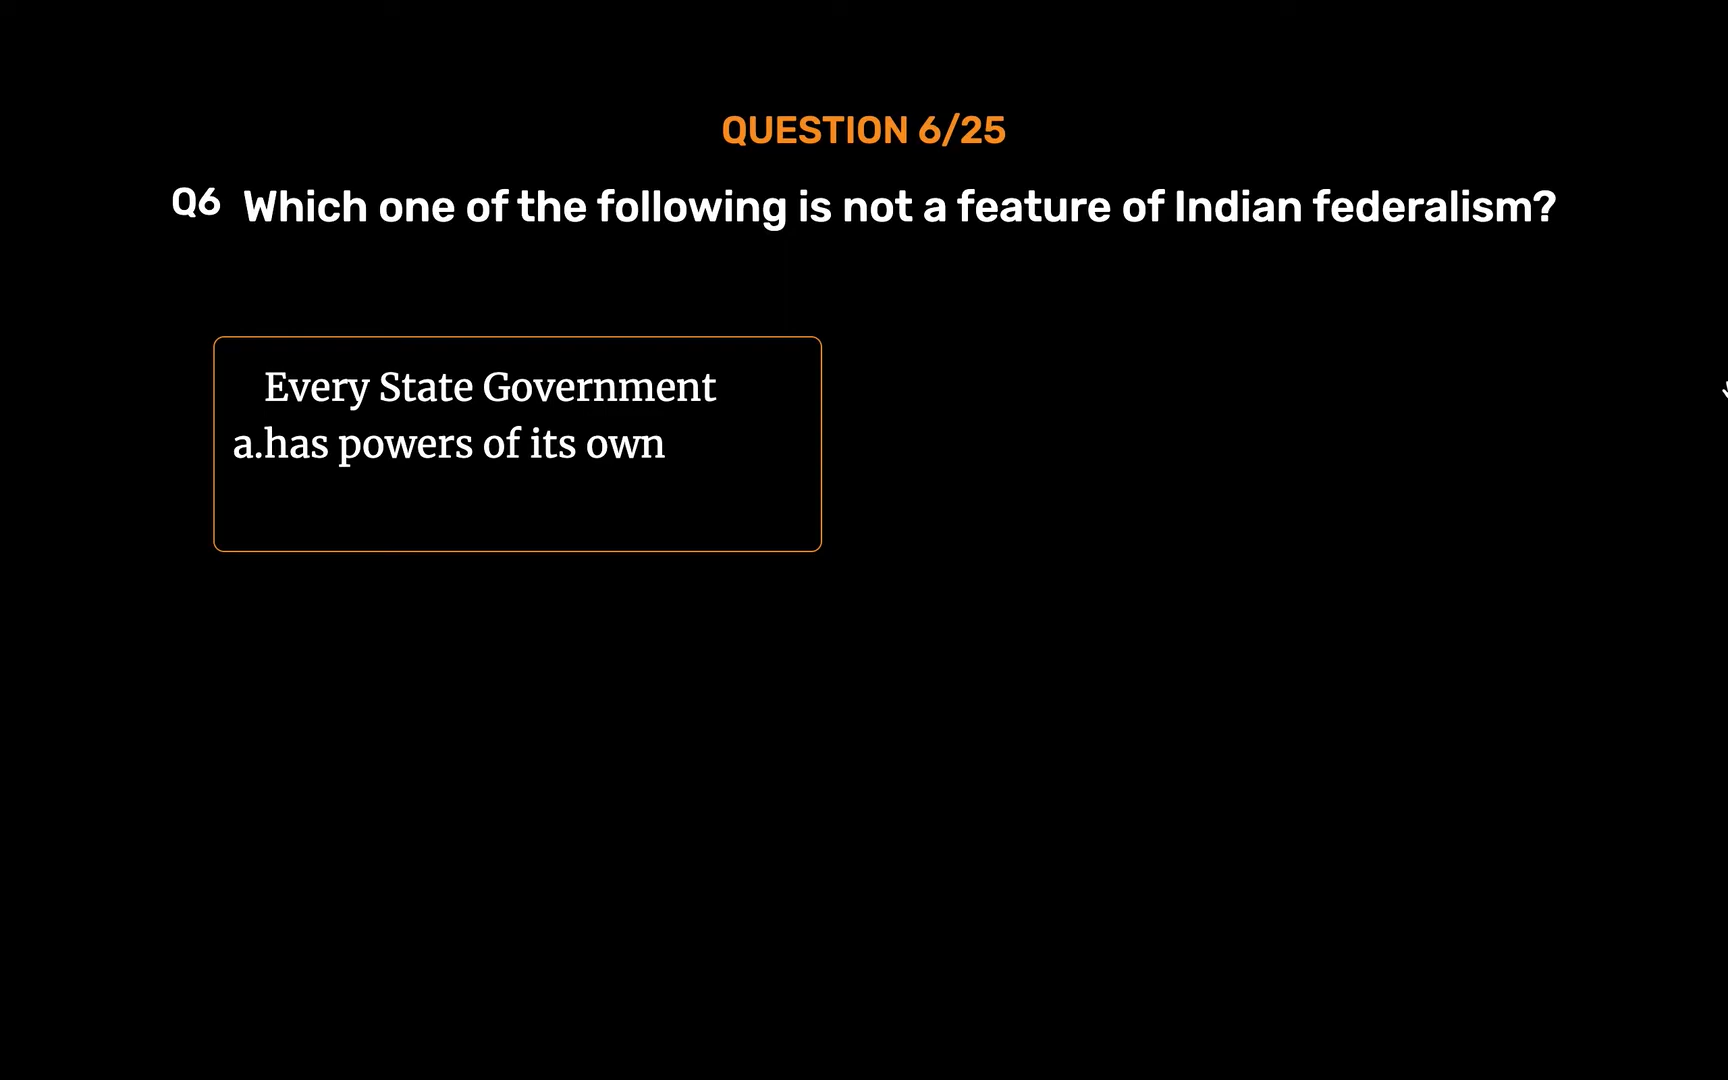 QUESTION 6/25
Q6 Which one of the following is not a feature of Indian federalism?
Every State Government
a.has powers of its own